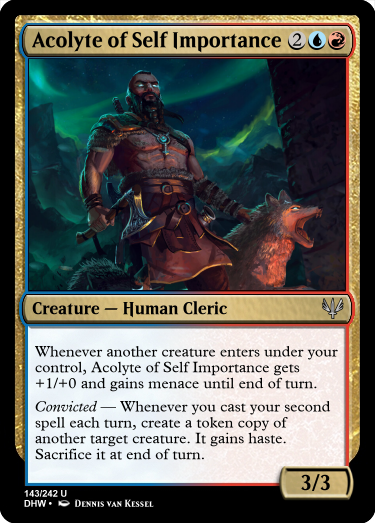 Acolyte of Self Importance 2
Creature — Human Cleric
Whenever another creature enters under your
control, Acolyte of Self Importance gets
+1/+0 and gains menace until end of turn.
Convicted — Whenever you cast your second
spell each turn, create a token copy of
another target creature. It gains haste.
Sacrifice it at end of turn.
3/3
143/242 U
DHW • Dennis van Kessel